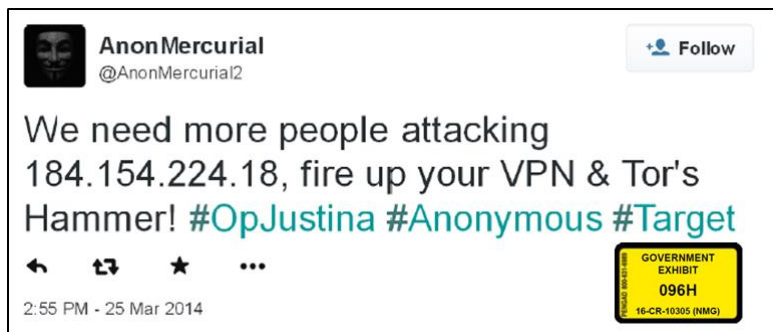 AnonMercurial
@AnonMercurial2
Follow
We need more people attacking
184.154.224.18, fire up your VPN & Tor's
Hammer! #OpJustina #Anonymous #Target
2:55 PM - 25 Mar 2014
GOVERNMENT
EXHIBIT
096H
16-CR-10305 (NMG)